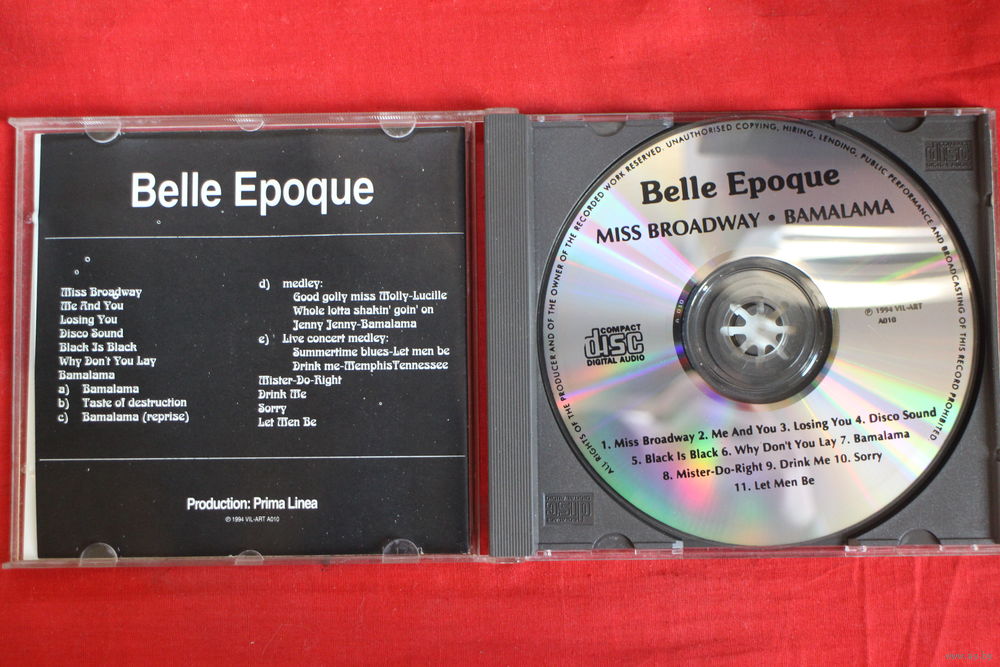 Belle Epoque
Miss Broadway
Me And You
Losing You
Disco Sound
Black Is Black
Why Don't You Lay
Bamalama
a) Bamalama
b) Taste of destruction
c) Bamalama (reprise)
d) medley:
Good golly miss Molly-Lucille
Whole lotta shakin' goin' on
Jenny Jenny-Bamalama
e) Live concert medley:
Summertime blues-Let men be
Drink me-MemphisTennessee
Mister-Do-Right
Drink Me
Sorry
Let Men Be
Production: Prima Linea
℗ 1994 VIL-ART A010
ALL RIGHTS OF THE PRODUCER AND OF THE OWNER OF THE RECORDED WORK RESERVED. UNAUTHORISED COPYING, HIRING, LENDING, PUBLIC PERFORMANCE AND BROADCASTING OF THIS RECORD PROHIBITED
Belle Epoque
MISS BROADWAY • BAMALAMA
℗ 1994 VIL-ART
A010
COMPACT
disc
DIGITAL AUDIO
A 010
1. Miss Broadway 2. Me And You 3. Losing You 4. Disco Sound
5. Black Is Black 6. Why Don't You Lay 7. Bamalama
8. Mister-Do-Right 9. Drink Me 10. Sorry
11. Let Men Be
disc
disc